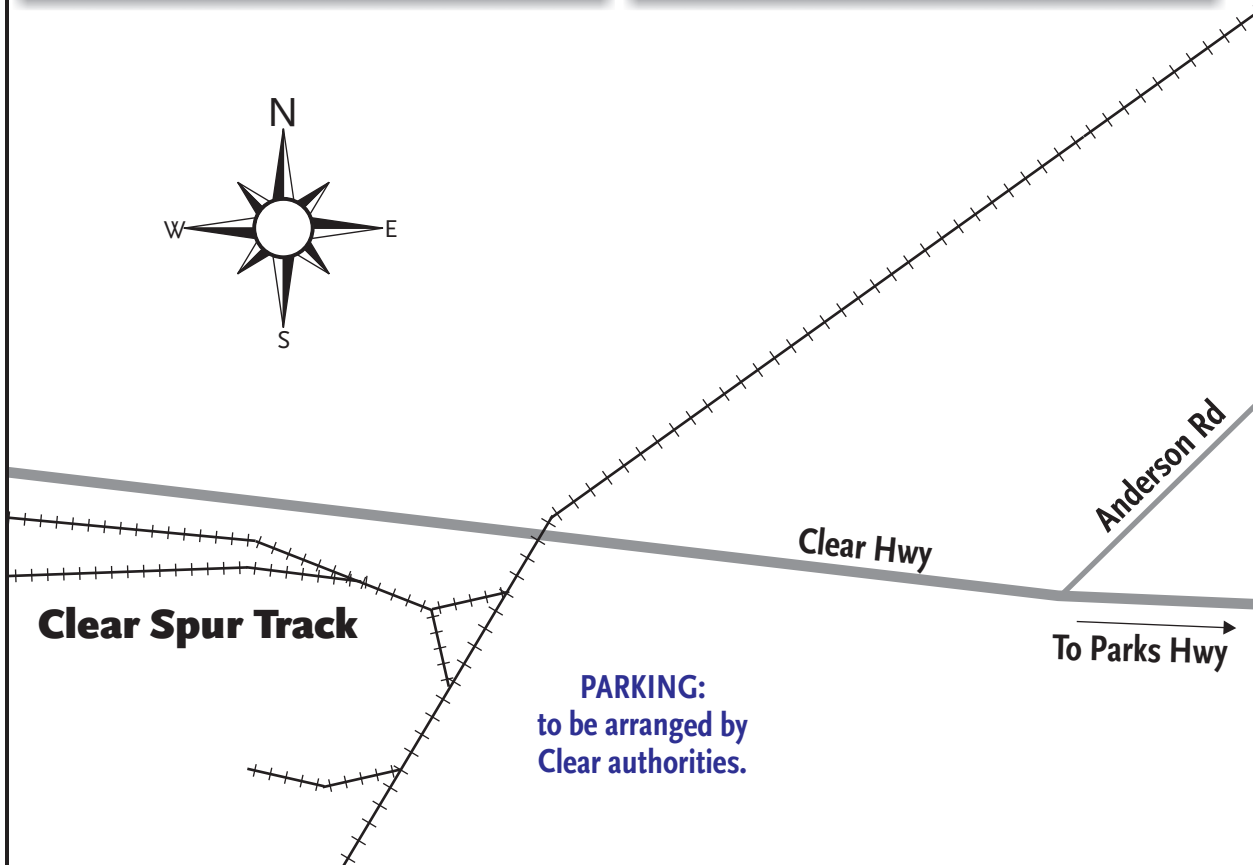 N
W
E
S
Anderson Rd
Clear Hwy
Clear Spur Track
To Parks Hwy
PARKING:
to be arranged by
Clear authorities.